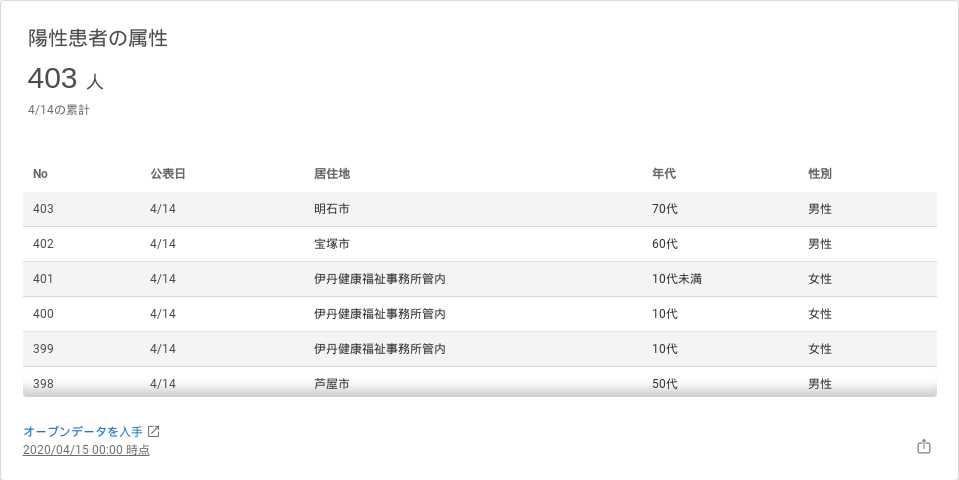 陽性患者の属性
403 人
4/14の累計
No 公表日 居住地 年代 性別
403 4/14 明石市 70代 男性
402 4/14 宝塚市 60代 男性
401 4/14 伊丹健康福祉事務所管内 10代未満 女性
400 4/14 伊丹健康福祉事務所管内 10代 女性
399 4/14 伊丹健康福祉事務所管内 10代 女性
398 4/14 芦屋市 50代 男性
オープンデータを入手
2020/04/15 00:00 時点